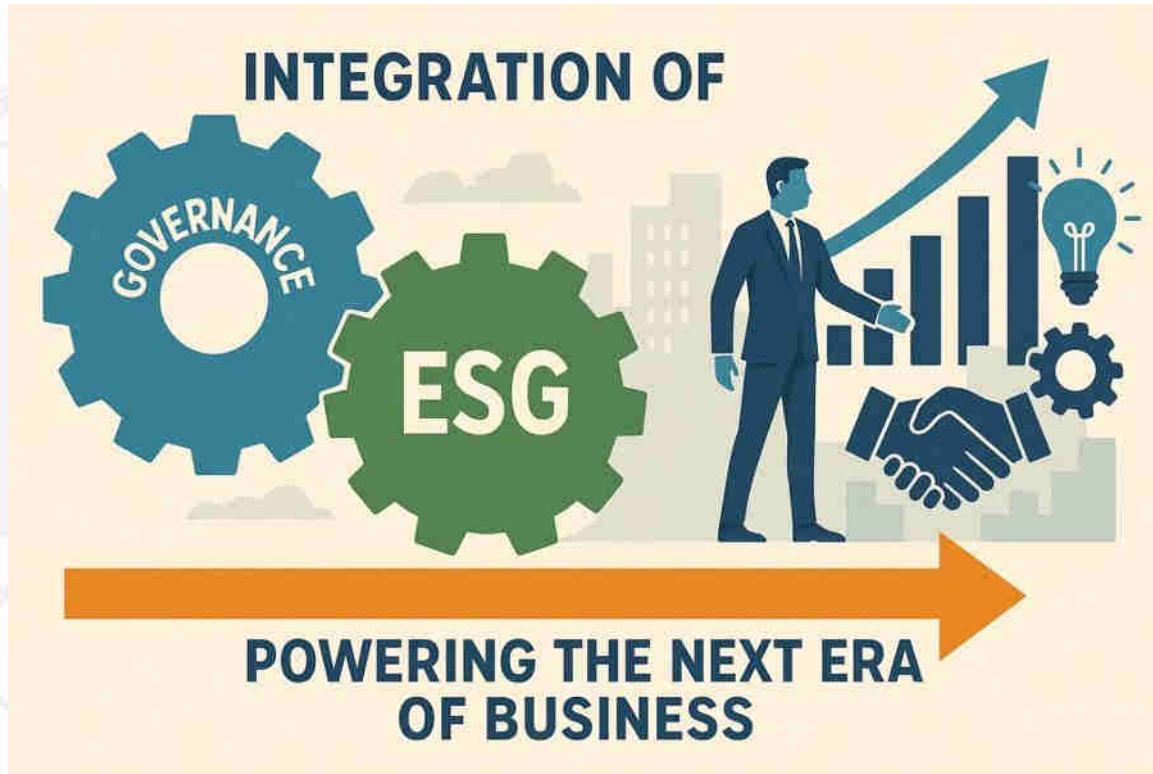 INTEGRATION OF
GOVERNANCE
ESG
POWERING THE NEXT ERA
OF BUSINESS